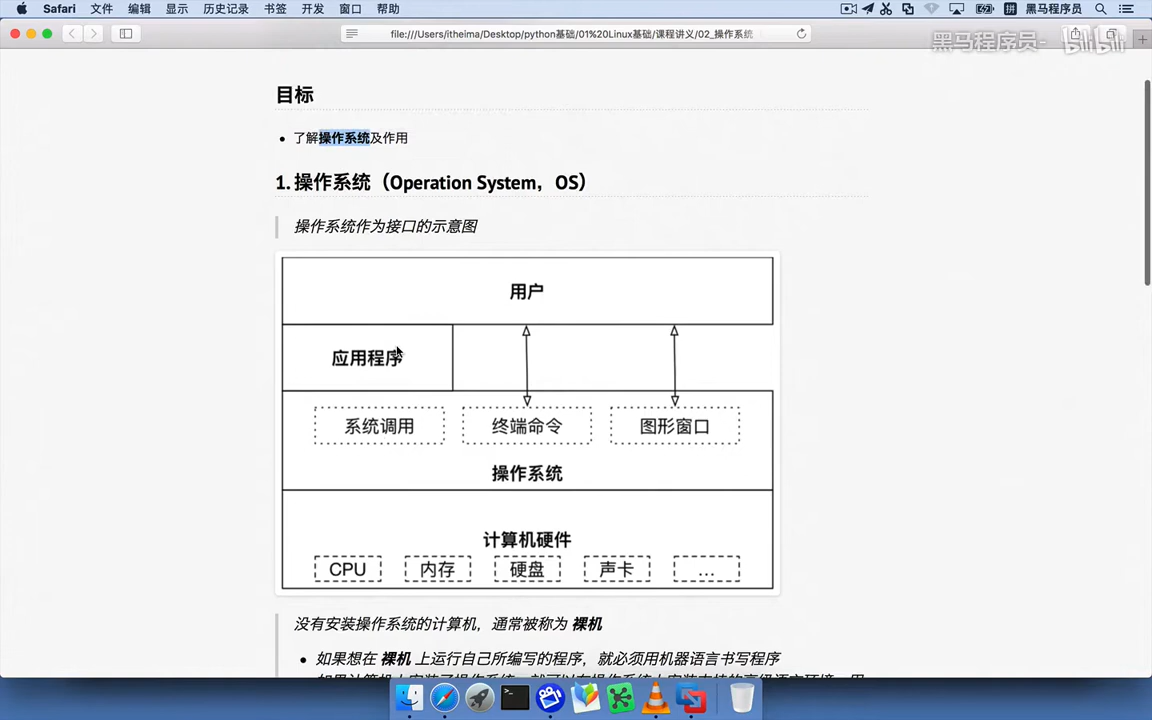 Safari 文件 编辑 显示 历史记录 书签 开发 窗口 帮助 黑马程序员
file:///Users/itheima/Desktop/python基础/01%20Linux基础/课程讲义/02_操作系统
黑马程序员- bilibili
目标
了解操作系统及作用
1. 操作系统（Operation System，OS）
操作系统作为接口的示意图
用户
应用程序
系统调用 终端命令 图形窗口
操作系统
计算机硬件
CPU 内存 硬盘 声卡 ...
没有安装操作系统的计算机，通常被称为 裸机
如果想在 裸机 上运行自己所编写的程序，就必须用机器语言书写程序